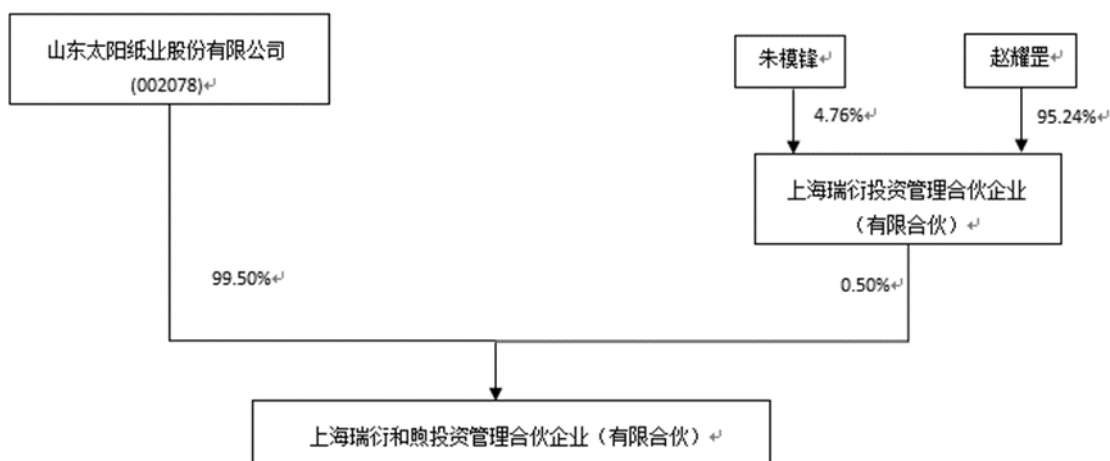 山东太阳纸业股份有限公司
(002078)↵
朱模锋↵
赵耀罡↵
4.76%↵
95.24%↵
上海瑞衍投资管理合伙企业
（有限合伙）↵
99.50%↵
0.50%↵
上海瑞衍和煦投资管理合伙企业（有限合伙）↵